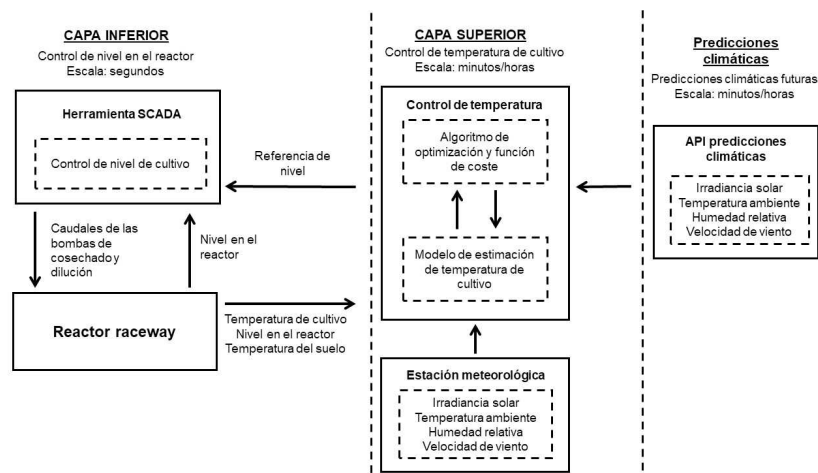 CAPA INFERIOR
Control de nivel en el reactor
Escala: segundos
Herramienta SCADA
Control de nivel de cultivo
Caudales de las
bombas de
cosechado y
dilución
Nivel en el
reactor
Reactor raceway
Referencia de
nivel
Temperatura de cultivo
Nivel en el reactor
Temperatura del suelo
CAPA SUPERIOR
Control de temperatura de cultivo
Escala: minutos/horas
Control de temperatura
Algoritmo de
optimización y función
de coste
Modelo de estimación
de temperatura de
cultivo
Estación meteorológica
Irradiancia solar
Temperatura ambiente
Humedad relativa
Velocidad de viento
Predicciones
climáticas
Predicciones climáticas futuras
Escala: minutos/horas
API predicciones
climáticas
Irradiancia solar
Temperatura ambiente
Humedad relativa
Velocidad de viento